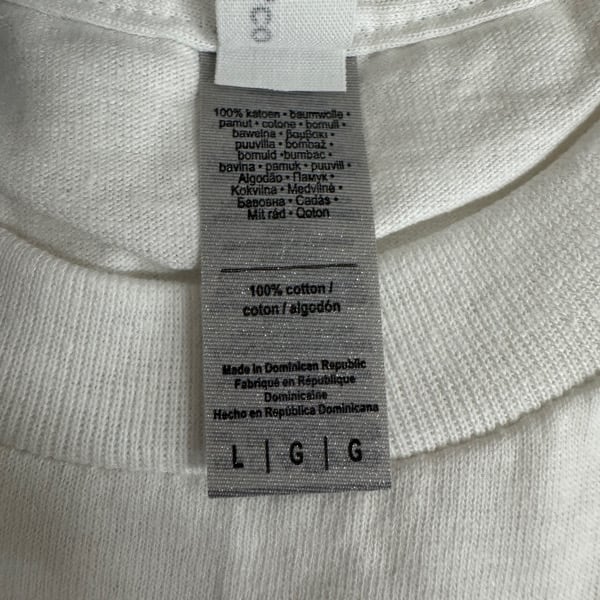 100% katoen • baumwolle •
pamut • cotone • bomull •
bawełna • βαμβακι •
puuvilla • bombaž •
bomuld •bumbac •
bavlna • pamuk • puuvill •
Algodão • Памук •
Kokvilna • Medvilnė •
Бавовна • Cadàs •
Mit rád • Qoton
100% cotton /
coton / algodón
Made in Dominican Republic
Fabriqué en République
Dominicaine
Hecho en República Dominicana
L | G | G